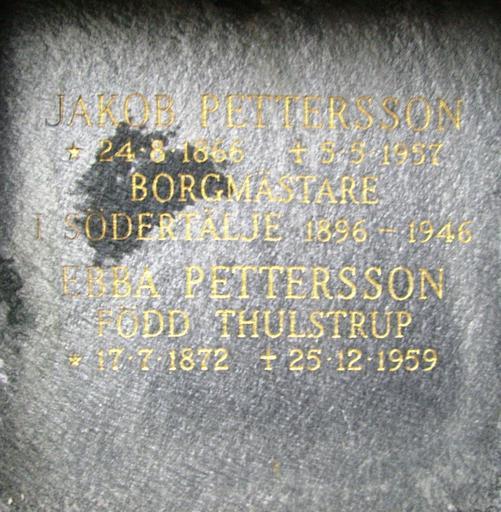 JAKOB PETTERSSON
* 24·8·1866 ✝ 5·5·1957
BORGMÄSTARE
I SÖDERTÄLJE 1896 – 1946
EBBA PETTERSSON
FÖDD THULSTRUP
* 17·7·1872 ✝ 25·12·1959